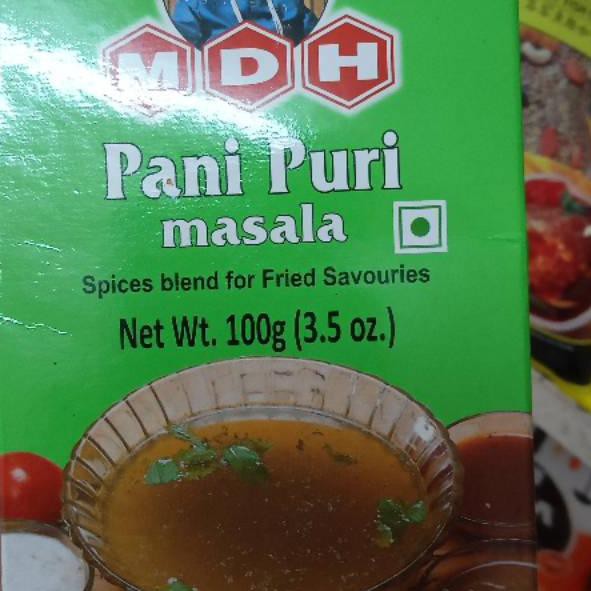 MDH
Pani Puri
masala
Spices blend for Fried Savouries
Net Wt. 100g (3.5 oz.)